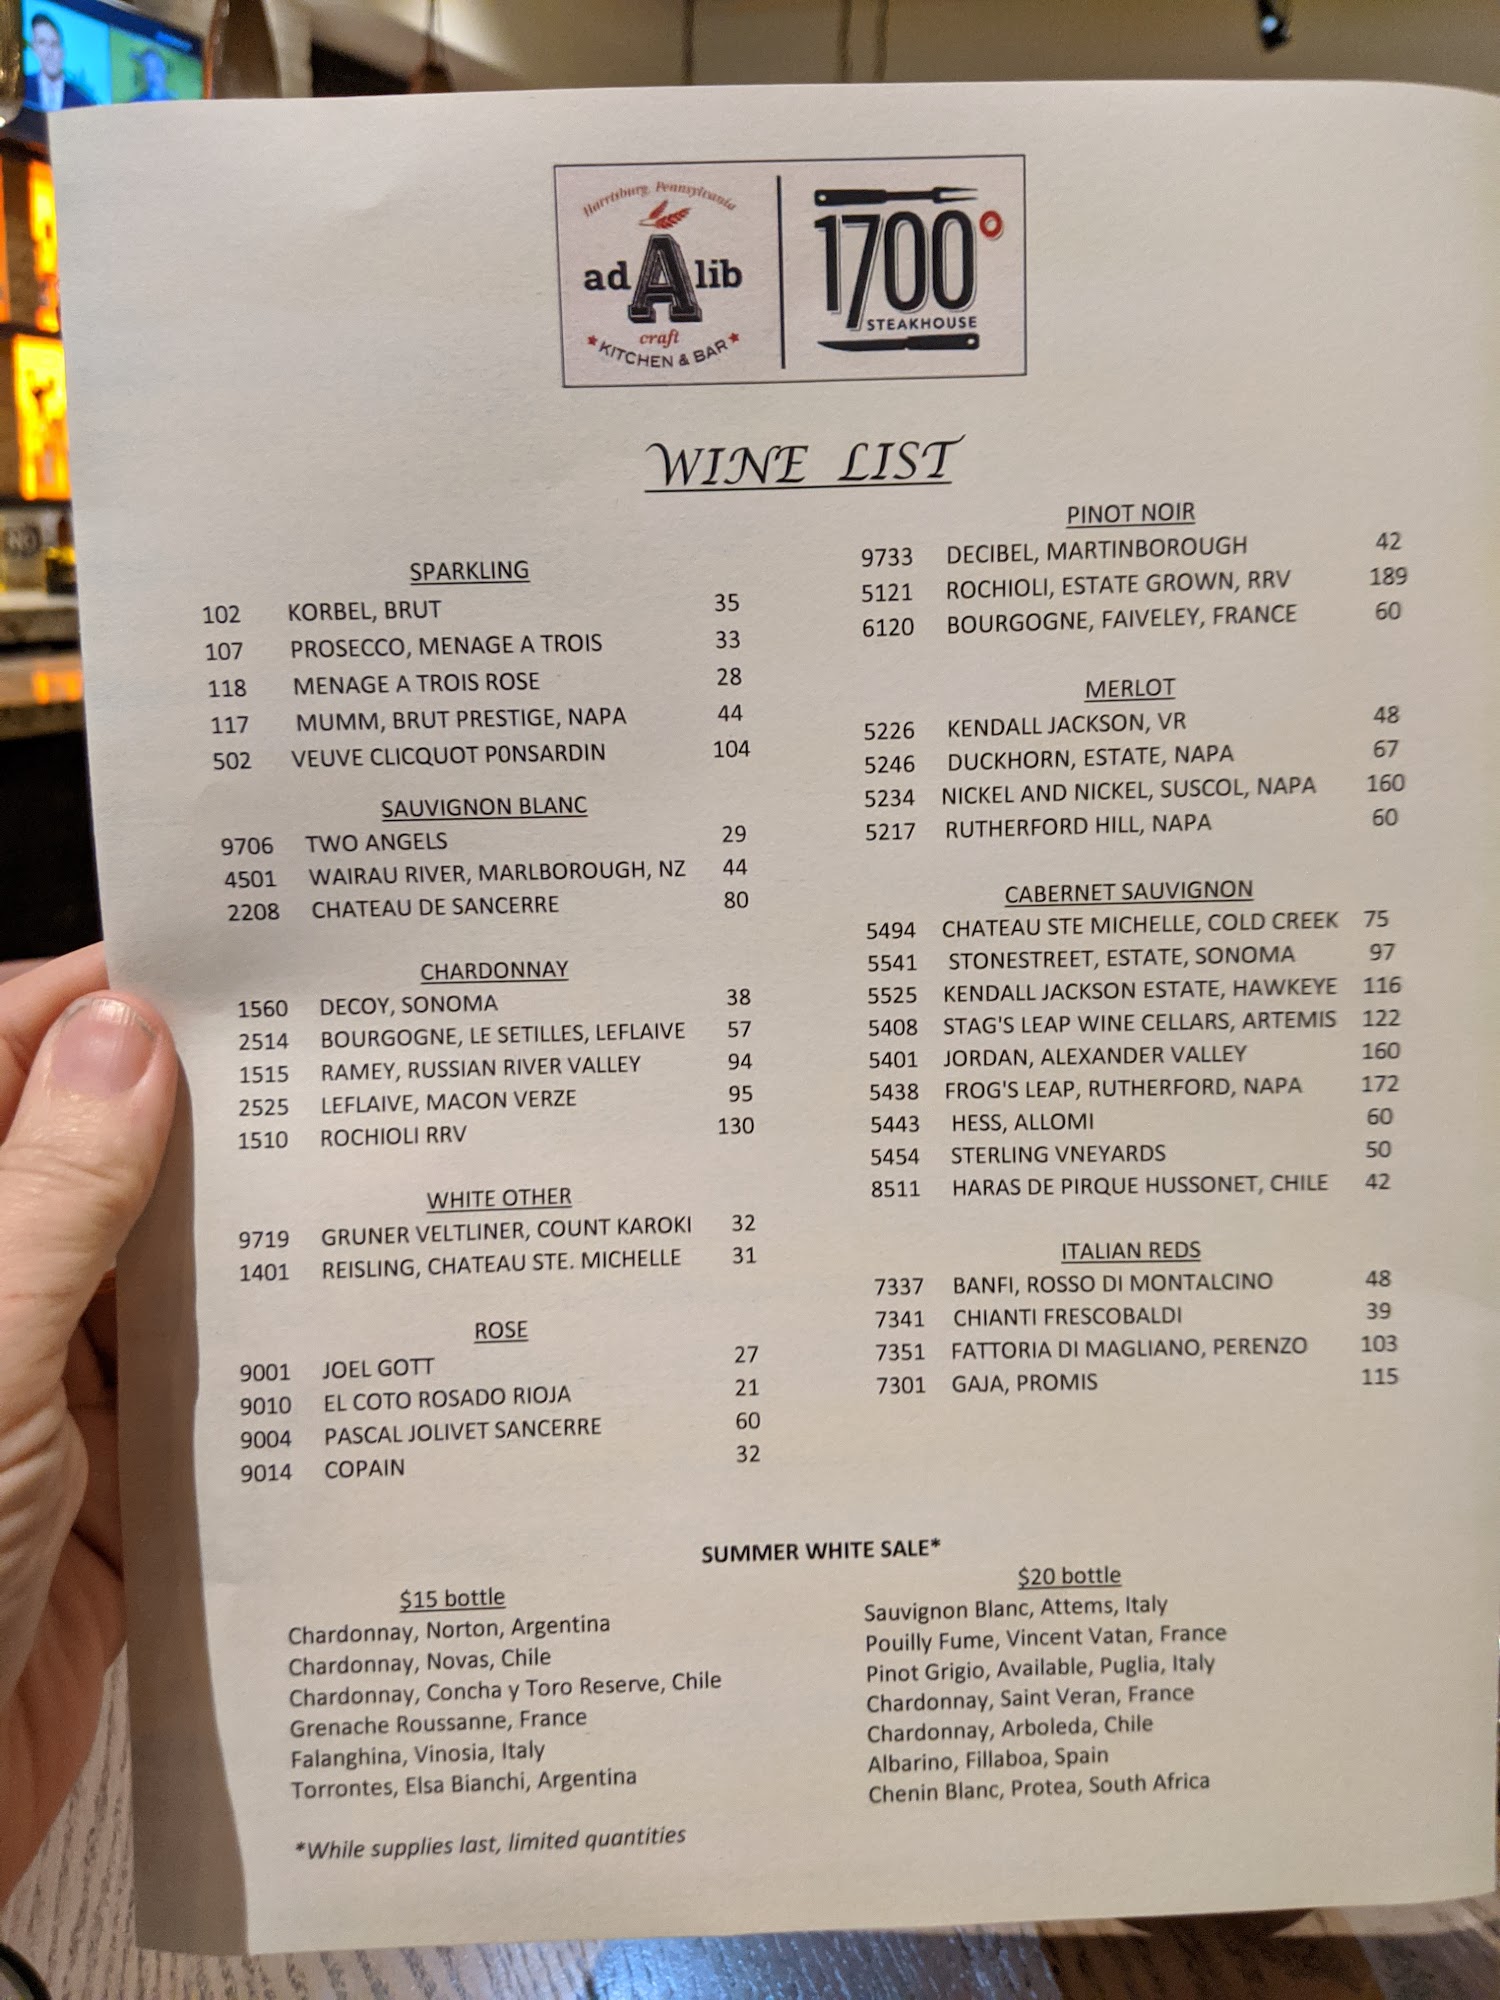 Harrisburg, Pennsylvania
ad A lib
craft
KITCHEN & BAR
1700°
STEAKHOUSE
WINE LIST
SPARKLING
102 KORBEL, BRUT 35
107 PROSECCO, MENAGE A TROIS 33
118 MENAGE A TROIS ROSE 28
117 MUMM, BRUT PRESTIGE, NAPA 44
502 VEUVE CLICQUOT PONSARDIN 104
SAUVIGNON BLANC
9706 TWO ANGELS 29
4501 WAIRAU RIVER, MARLBOROUGH, NZ 44
2208 CHATEAU DE SANCERRE 80
CHARDONNAY
1560 DECOY, SONOMA 38
2514 BOURGOGNE, LE SETILLES, LEFLAIVE 57
1515 RAMEY, RUSSIAN RIVER VALLEY 94
2525 LEFLAIVE, MACON VERZE 95
1510 ROCHIOLI RRV 130
WHITE OTHER
9719 GRUNER VELTLINER, COUNT KAROKI 32
1401 REISLING, CHATEAU STE. MICHELLE 31
ROSE
9001 JOEL GOTT 27
9010 EL COTO ROSADO RIOJA 21
9004 PASCAL JOLIVET SANCERRE 60
9014 COPAIN 32
PINOT NOIR
9733 DECIBEL, MARTINBOROUGH 42
5121 ROCHIOLI, ESTATE GROWN, RRV 189
6120 BOURGOGNE, FAIVELEY, FRANCE 60
MERLOT
5226 KENDALL JACKSON, VR 48
5246 DUCKHORN, ESTATE, NAPA 67
5234 NICKEL AND NICKEL, SUSCOL, NAPA 160
5217 RUTHERFORD HILL, NAPA 60
CABERNET SAUVIGNON
5494 CHATEAU STE MICHELLE, COLD CREEK 75
5541 STONESTREET, ESTATE, SONOMA 97
5525 KENDALL JACKSON ESTATE, HAWKEYE 116
5408 STAG'S LEAP WINE CELLARS, ARTEMIS 122
5401 JORDAN, ALEXANDER VALLEY 160
5438 FROG'S LEAP, RUTHERFORD, NAPA 172
5443 HESS, ALLOMI 60
5454 STERLING VNEYARDS 50
8511 HARAS DE PIRQUE HUSSONET, CHILE 42
ITALIAN REDS
7337 BANFI, ROSSO DI MONTALCINO 48
7341 CHIANTI FRESCOBALDI 39
7351 FATTORIA DI MAGLIANO, PERENZO 103
7301 GAJA, PROMIS 115
SUMMER WHITE SALE*
$15 bottle
Chardonnay, Norton, Argentina
Chardonnay, Novas, Chile
Chardonnay, Concha y Toro Reserve, Chile
Grenache Roussanne, France
Falanghina, Vinosia, Italy
Torrontes, Elsa Bianchi, Argentina
$20 bottle
Sauvignon Blanc, Attems, Italy
Pouilly Fume, Vincent Vatan, France
Pinot Grigio, Available, Puglia, Italy
Chardonnay, Saint Veran, France
Chardonnay, Arboleda, Chile
Albarino, Fillaboa, Spain
Chenin Blanc, Protea, South Africa
*While supplies last, limited quantities